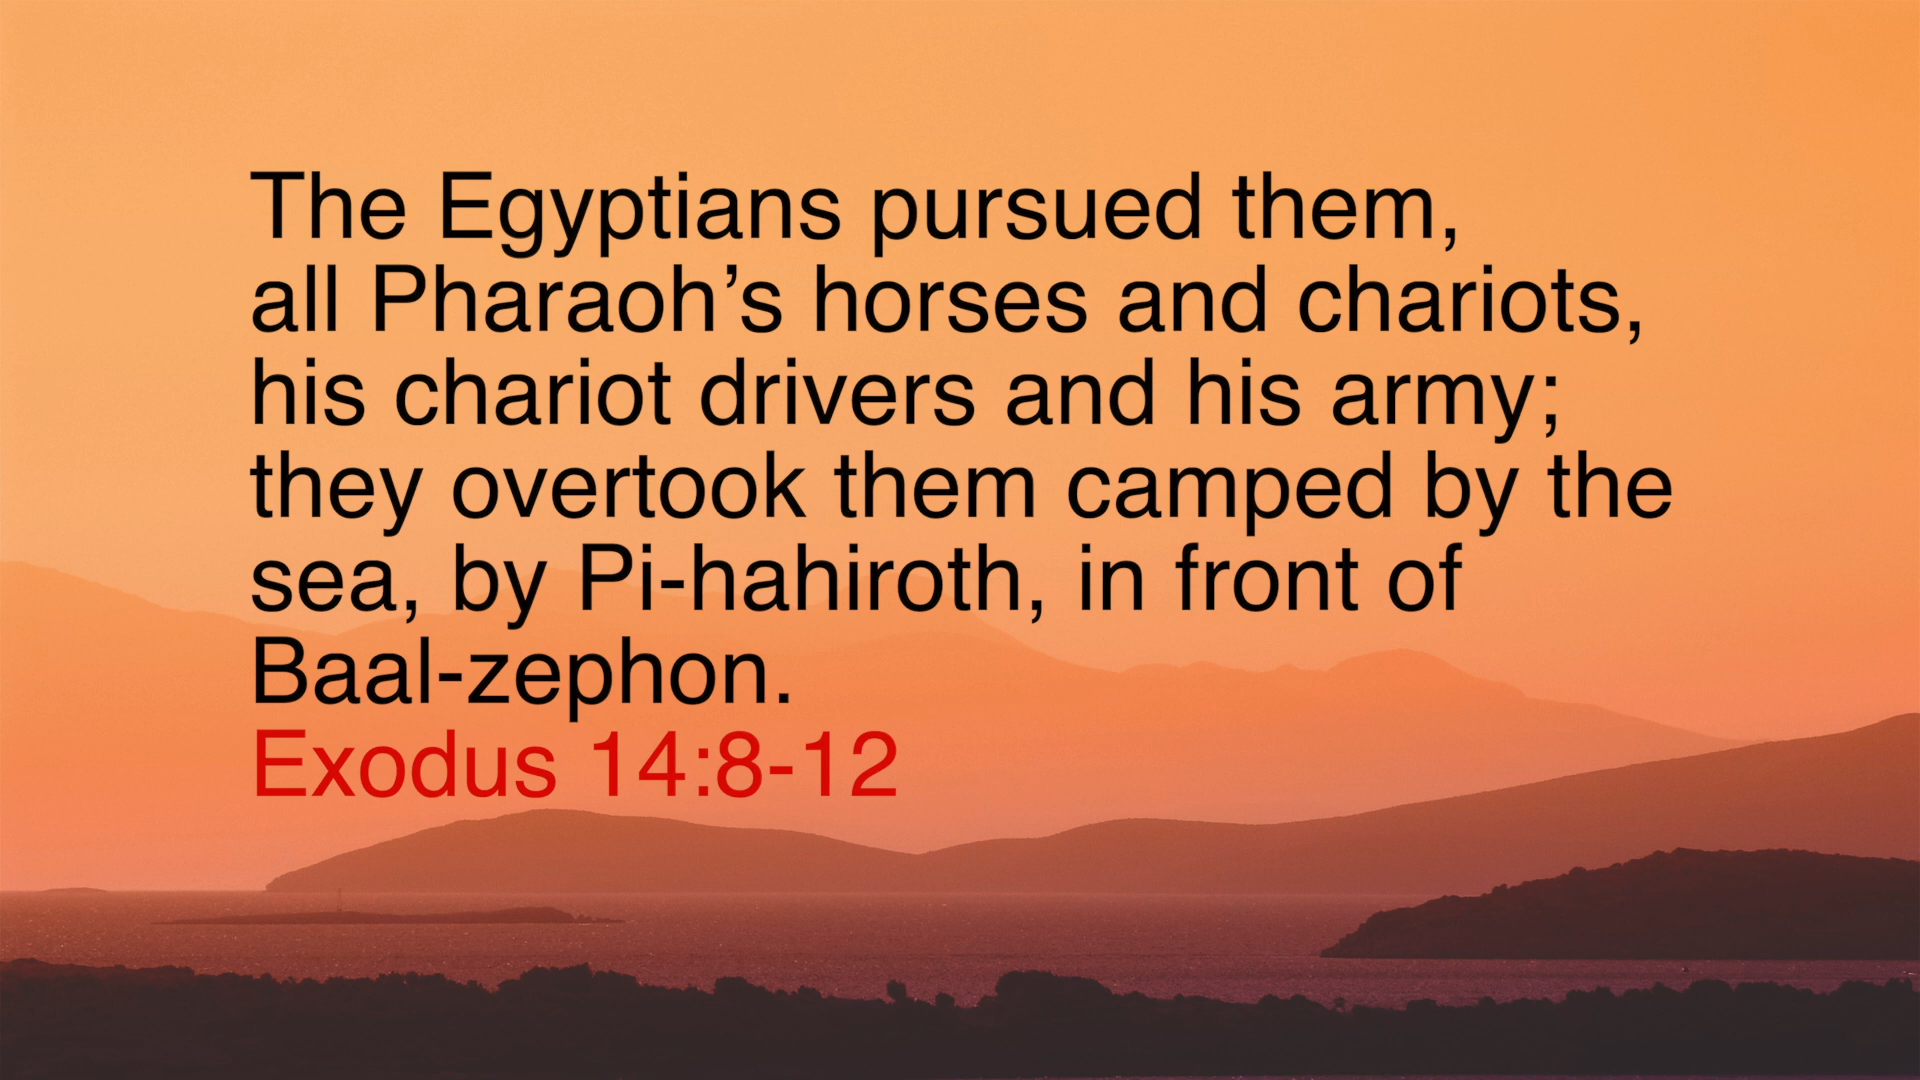 The Egyptians pursued them,
all Pharaoh’s horses and chariots,
his chariot drivers and his army;
they overtook them camped by the
sea, by Pi-hahiroth, in front of
Baal-zephon.
Exodus 14:8-12